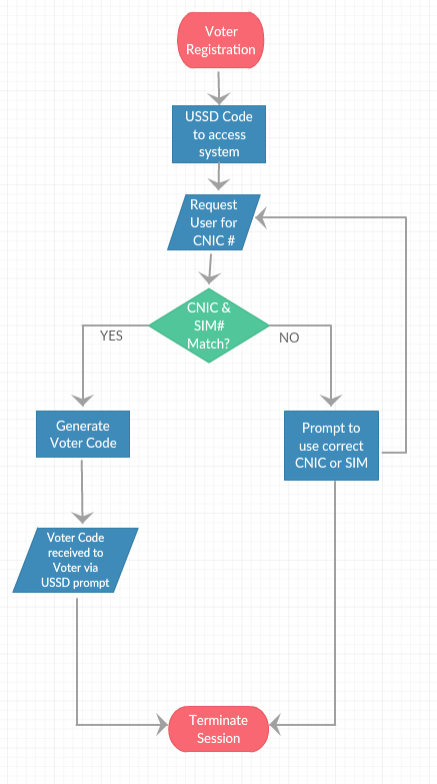 Voter
Registration
USSD Code
to access
system
Request
User for
CNIC #
CNIC &
SIM#
Match?
YES
NO
Generate
Voter Code
Prompt to
use correct
CNIC or SIM
Voter Code
received to
Voter via
USSD prompt
Terminate
Session